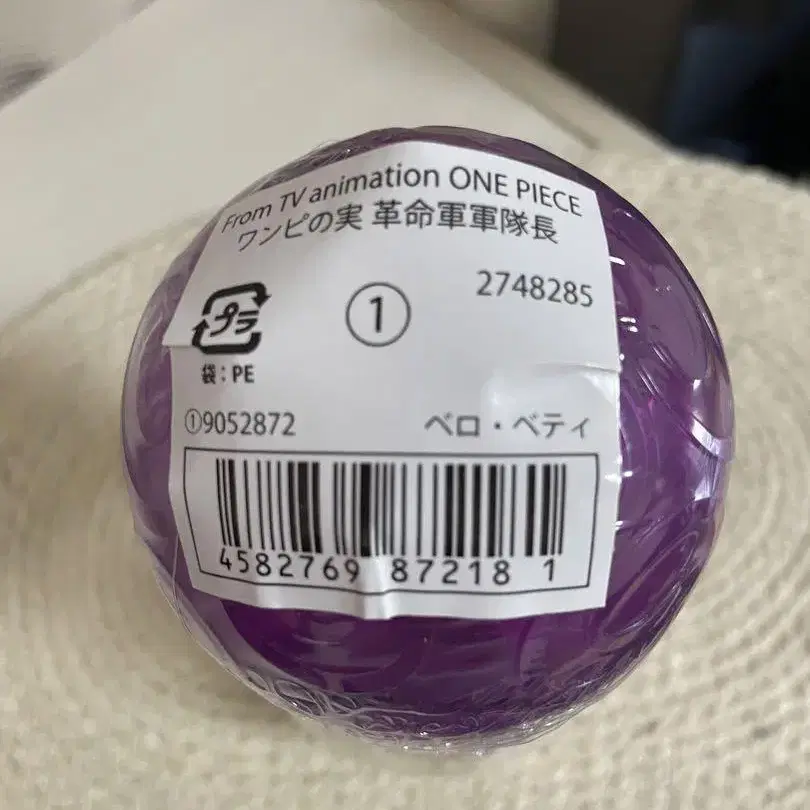 From TV animation ONE PIECE
ワンピの実 革命軍軍隊長
2748285
プラ
①
袋：PE
①9052872 ベロ・ベティ
4582769 87218 1